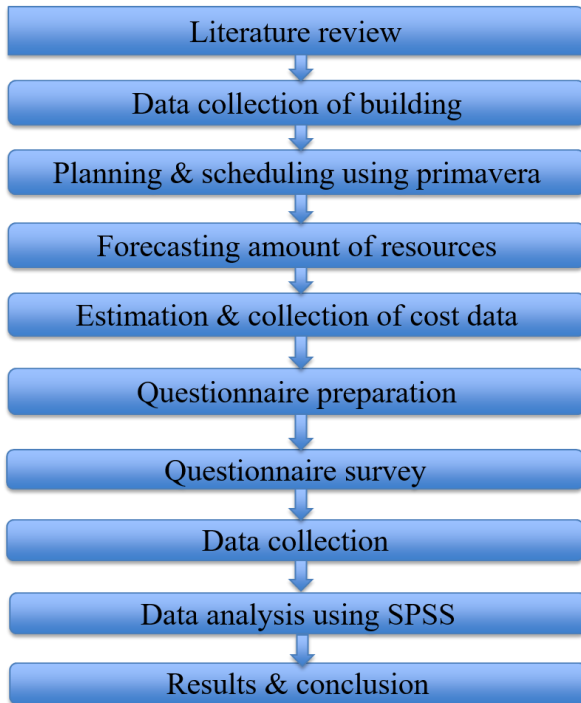 Literature review
Data collection of building
Planning & scheduling using primavera
Forecasting amount of resources
Estimation & collection of cost data
Questionnaire preparation
Questionnaire survey
Data collection
Data analysis using SPSS
Results & conclusion